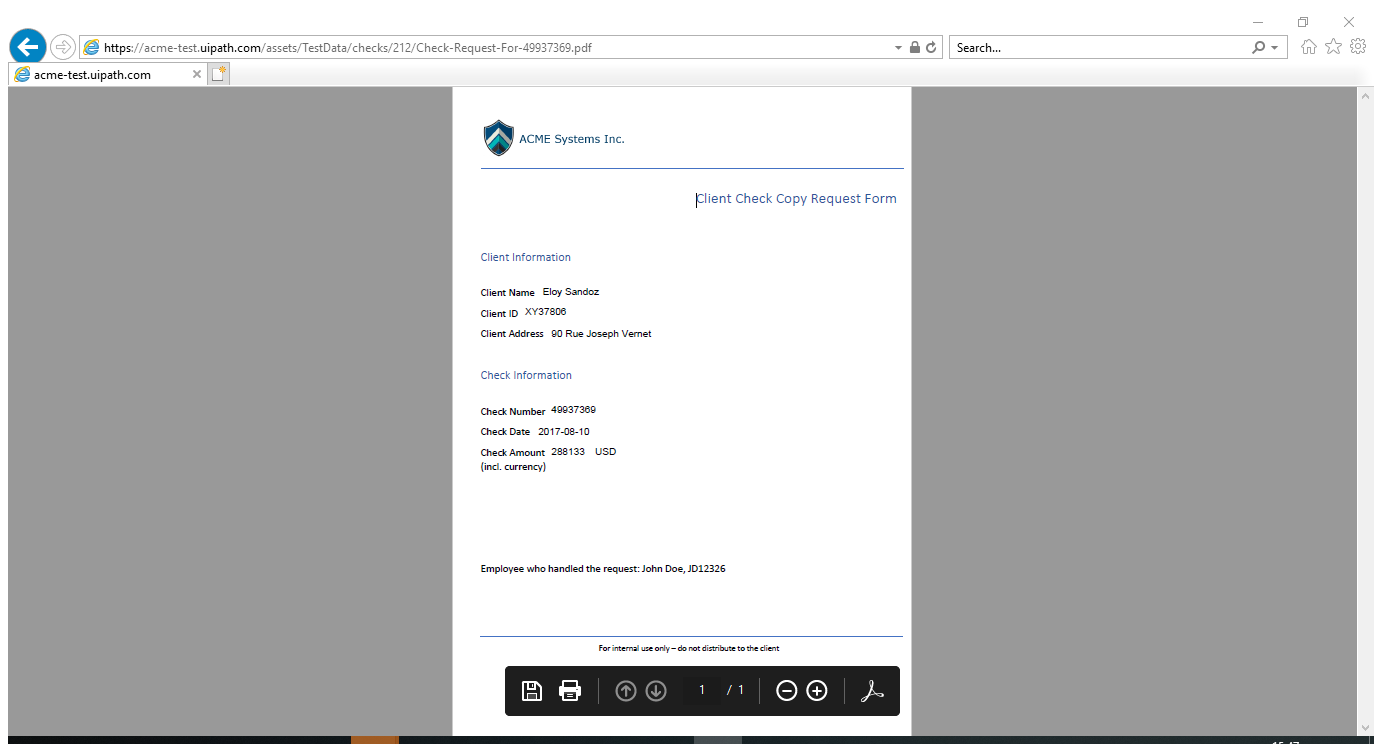 https://acme-test.uipath.com/assets/TestData/checks/212/Check-Request-For-49937369.pdf
Search...
acme-test.uipath.com
ACME Systems Inc.
Client Check Copy Request Form
Client Information
Client Name Eloy Sandoz
Client ID XY37806
Client Address 90 Rue Joseph Vernet
Check Information
Check Number 49937369
Check Date 2017-08-10
Check Amount 288133 USD
(incl. currency)
Employee who handled the request: John Doe, JD12326
For internal use only – do not distribute to the client
1 / 1